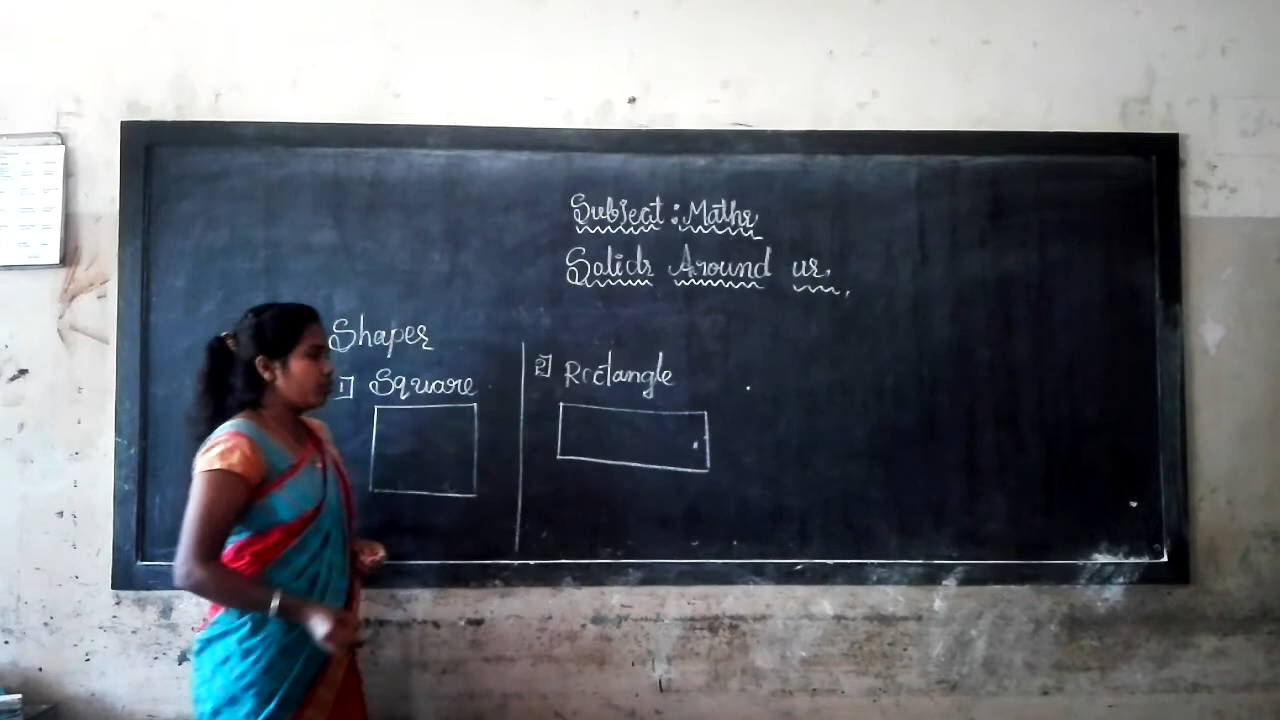 Subject : Maths
Solids Around us.
Shapes
1] Square
2] Rectangle